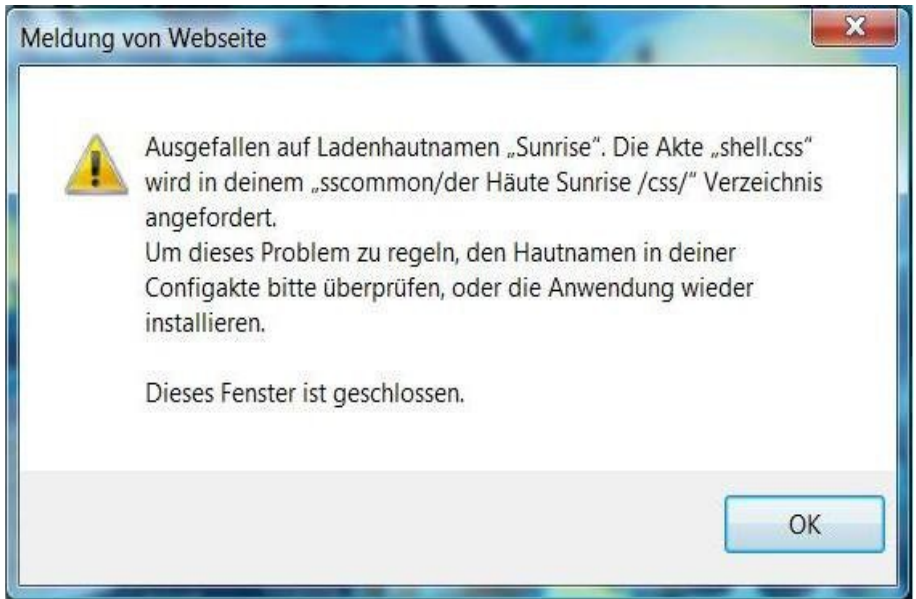 Meldung von Webseite
Ausgefallen auf Ladenhautnamen „Sunrise“. Die Akte „shell.css“
wird in deinem „sscommon/der Häute Sunrise /css/“ Verzeichnis
angefordert.
Um dieses Problem zu regeln, den Hautnamen in deiner
Configakte bitte überprüfen, oder die Anwendung wieder
installieren.
Dieses Fenster ist geschlossen.
OK